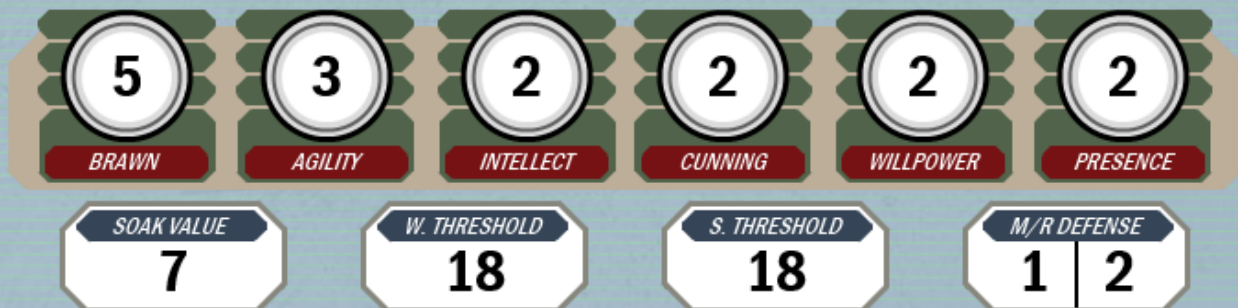 5 3 2 2 2 2
BRAWN AGILITY INTELLECT CUNNING WILLPOWER PRESENCE
SOAK VALUE W. THRESHOLD S. THRESHOLD M/R DEFENSE
7 18 18 1 2